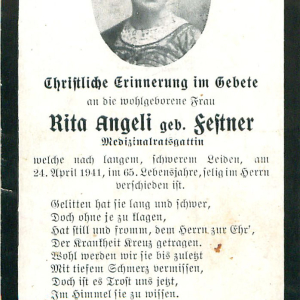 Christliche Erinnerung im Gebete
an die wohlgeborene Frau
Rita Angeli geb. Festner
Medizinalratsgattin
welche nach langem, schwerem Leiden, am
24. April 1941, im 65. Lebensjahre, selig im Herrn
verschieden ist.
Gelitten hat sie lang und schwer,
Doch ohne je zu klagen,
Hat still und fromm, dem Herrn zur Ehr',
Der Krankheit Kreuz getragen.
Wohl werden wir sie bis zuletzt
Mit tiefem Schmerz vermissen,
Doch ist es Trost uns jetzt,
Im Himmel sie zu wissen.